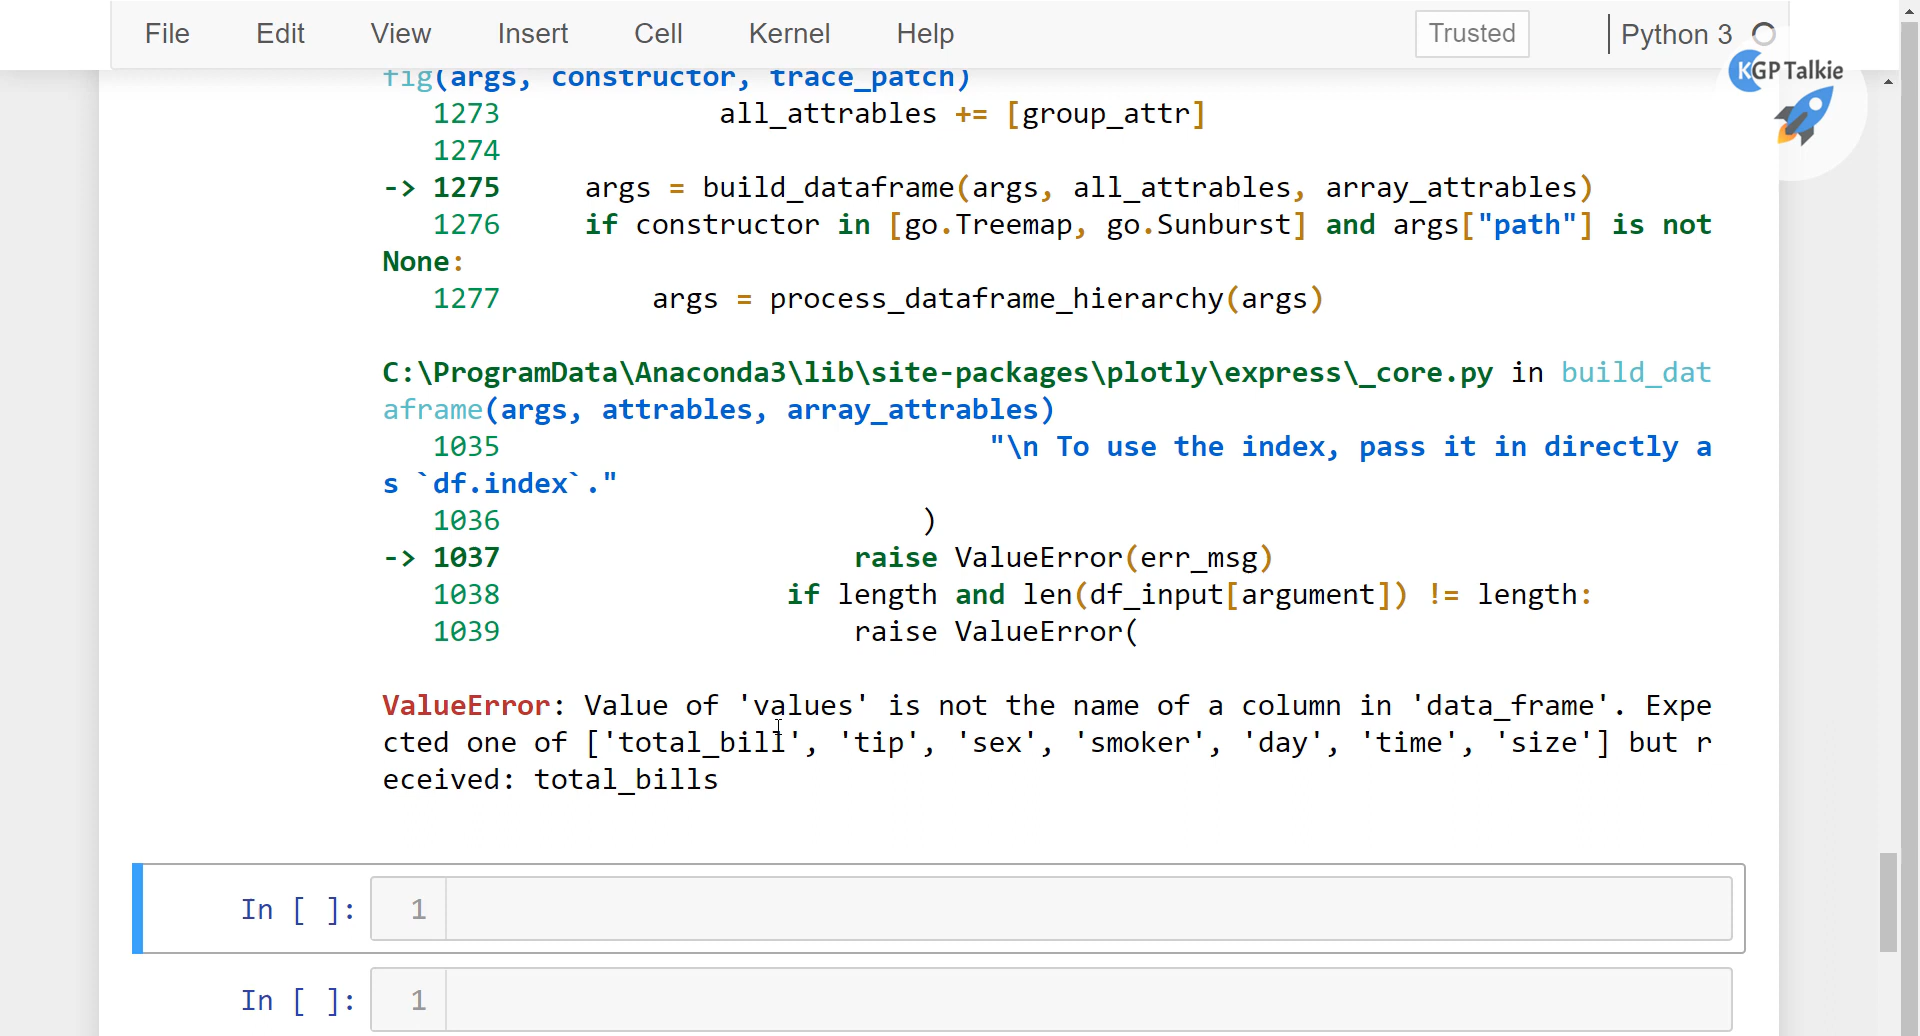 File Edit View Insert Cell Kernel Help Trusted Python 3
KGP Talkie
fig(args, constructor, trace_patch)
1273 all_attrables += [group_attr]
1274
-> 1275 args = build_dataframe(args, all_attrables, array_attrables)
1276 if constructor in [go.Treemap, go.Sunburst] and args["path"] is not
None:
1277 args = process_dataframe_hierarchy(args)
C:\ProgramData\Anaconda3\lib\site-packages\plotly\express\_core.py in build_dat
aframe(args, attrables, array_attrables)
1035 "\n To use the index, pass it in directly a
s `df.index`."
1036 )
-> 1037 raise ValueError(err_msg)
1038 if length and len(df_input[argument]) != length:
1039 raise ValueError(
ValueError: Value of 'values' is not the name of a column in 'data_frame'. Expe
cted one of ['total_bill', 'tip', 'sex', 'smoker', 'day', 'time', 'size'] but r
eceived: total_bills
In [ ]: 1
In [ ]: 1